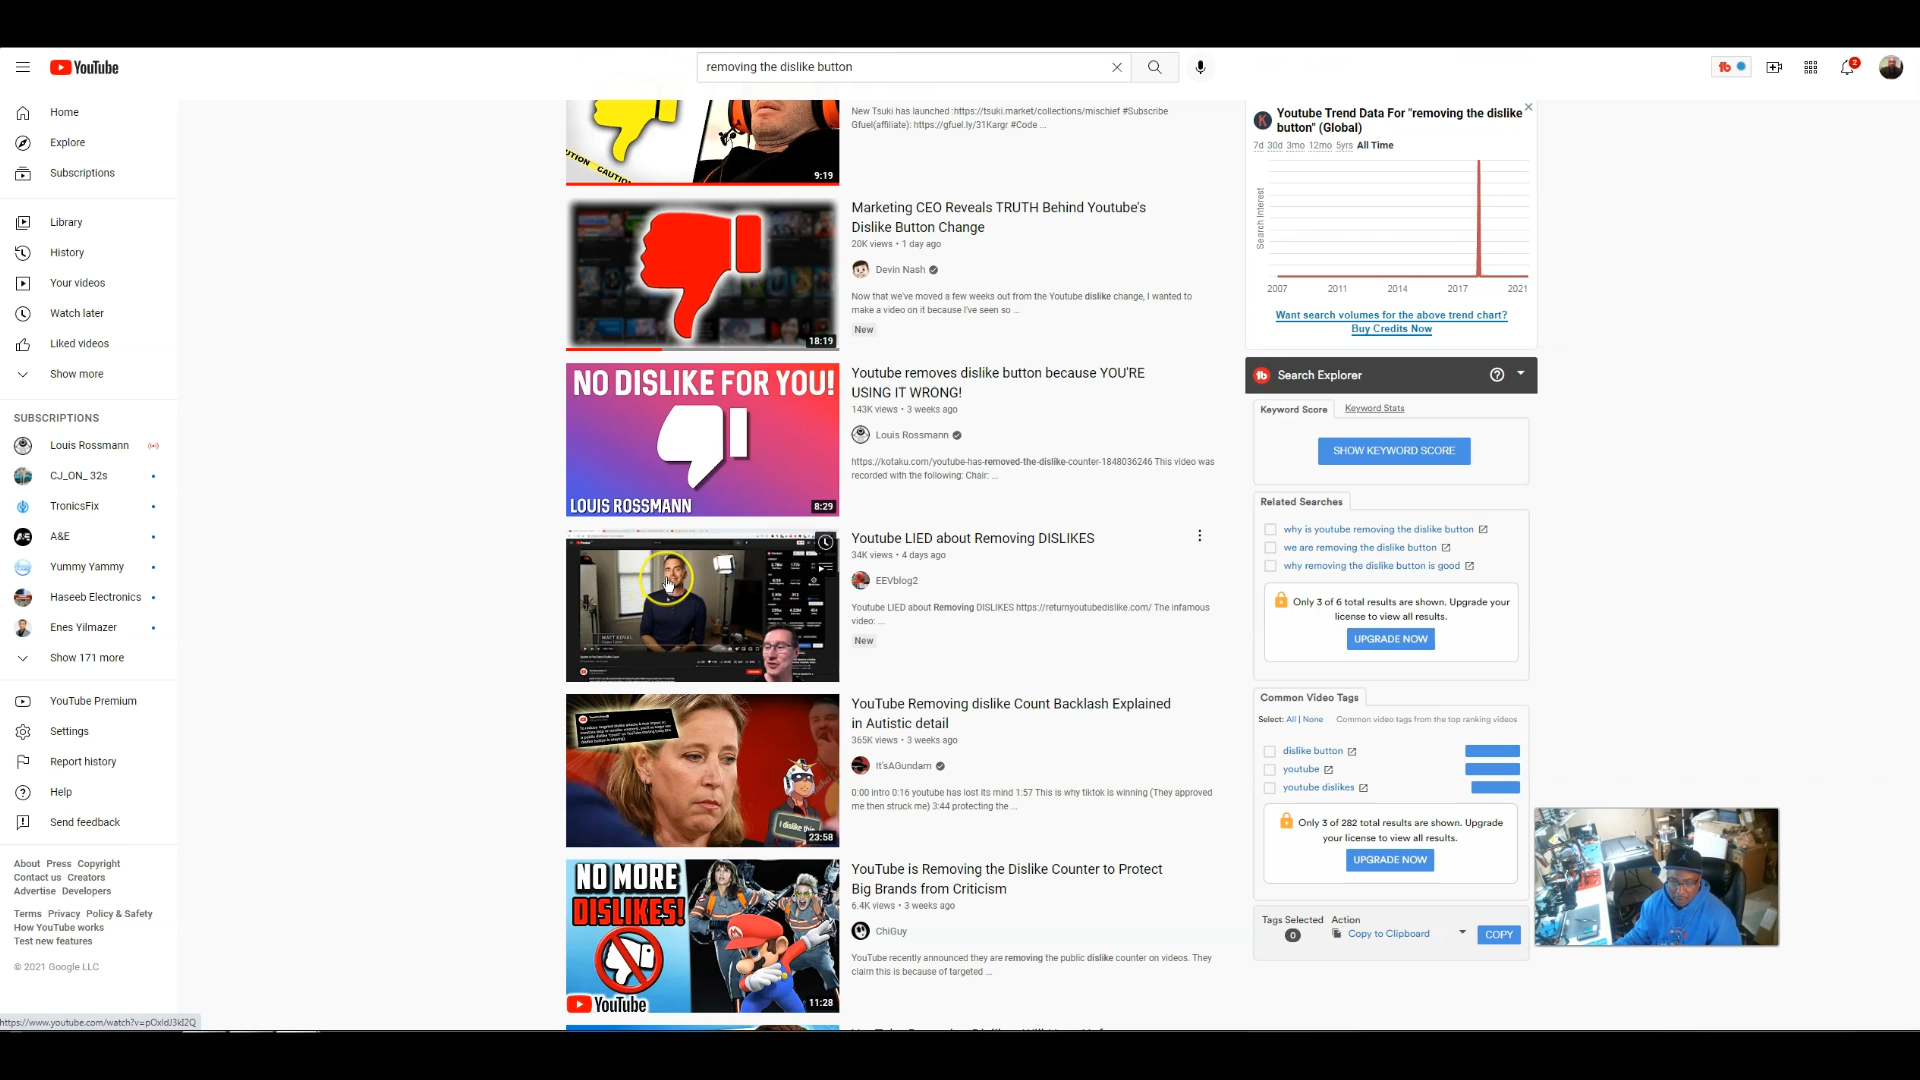 YouTube
removing the dislike button
2
Home
Explore
Subscriptions
Library
History
Your videos
Watch later
Liked videos
Show more
SUBSCRIPTIONS
Louis Rossmann
CJ_ON_ 32s
TronicsFix
A&E
Yummy Yammy
Haseeb Electronics
Enes Yilmazer
Show 171 more
YouTube Premium
Settings
Report history
Help
Send feedback
About Press Copyright
Contact us Creators
Advertise Developers
Terms Privacy Policy & Safety
How YouTube works
Test new features
© 2021 Google LLC
https://www.youtube.com/watch?v=pOxIdJ3kI2Q
CAUTION
9:19
New Tsuki has launched :https://tsuki.market/collections/mischief #Subscribe
Gfuel(affiliate): https://gfuel.ly/31Kargr #Code ...
18:19
Marketing CEO Reveals TRUTH Behind Youtube's
Dislike Button Change
20K views • 1 day ago
Devin Nash
Now that we've moved a few weeks out from the Youtube dislike change, I wanted to
make a video on it because I've seen so ...
New
NO DISLIKE FOR YOU!
LOUIS ROSSMANN
8:29
Youtube removes dislike button because YOU'RE
USING IT WRONG!
143K views • 3 weeks ago
Louis Rossmann
https://kotaku.com/youtube-has-removed-the-dislike-counter-1848036246 This video was
recorded with the following: Chair: ...
MATT KOVAL
Youtube LIED about Removing DISLIKES
34K views • 4 days ago
EEVblog2
Youtube LIED about Removing DISLIKES https://returnyoutubedislike.com/ The infamous
video: ...
New
I dislike this
23:58
YouTube Removing dislike Count Backlash Explained
in Autistic detail
365K views • 3 weeks ago
It'sAGundam
0:00 intro 0:16 youtube has lost its mind 1:57 This is why tiktok is winning (They approved
me then struck me) 3:44 protecting the ...
NO MORE
DISLIKES!
YouTube
11:28
YouTube is Removing the Dislike Counter to Protect
Big Brands from Criticism
6.4K views • 3 weeks ago
ChiGuy
YouTube recently announced they are removing the public dislike counter on videos. They
claim this is because of targeted ...
Youtube Trend Data For "removing the dislike
button" (Global)
7d 30d 3mo 12mo 5yrs All Time
Search Interest
2007 2011 2014 2017 2021
Want search volumes for the above trend chart?
Buy Credits Now
Search Explorer
Keyword Score Keyword Stats
SHOW KEYWORD SCORE
Related Searches
why is youtube removing the dislike button
we are removing the dislike button
why removing the dislike button is good
Only 3 of 6 total results are shown. Upgrade your
license to view all results.
UPGRADE NOW
Common Video Tags
Select: All | None Common video tags from the top ranking videos
dislike button
youtube
youtube dislikes
Only 3 of 282 total results are shown. Upgrade
your license to view all results.
UPGRADE NOW
Tags Selected Action
0 Copy to Clipboard COPY